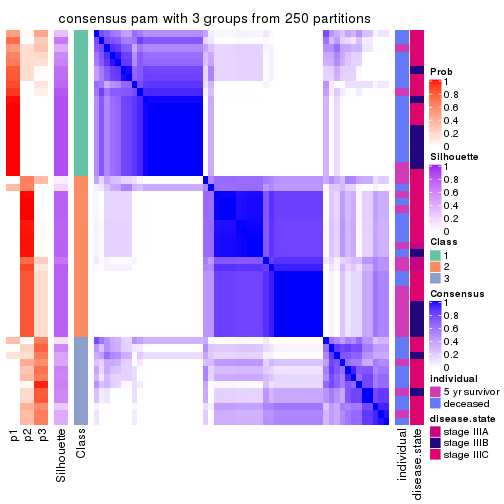 consensus pam with 3 groups from 250 partitions
Prob
1
0.8
0.6
0.4
0.2
0
Silhouette
1
0.8
0.6
0.4
0.2
0
Class
1
2
3
Consensus
1
0.8
0.6
0.4
0.2
0
individual
5 yr survivor
deceased
disease.state
stage IIIA
stage IIIB
stage IIIC
p1
p2
p3
Silhouette
Class
individual
disease.state